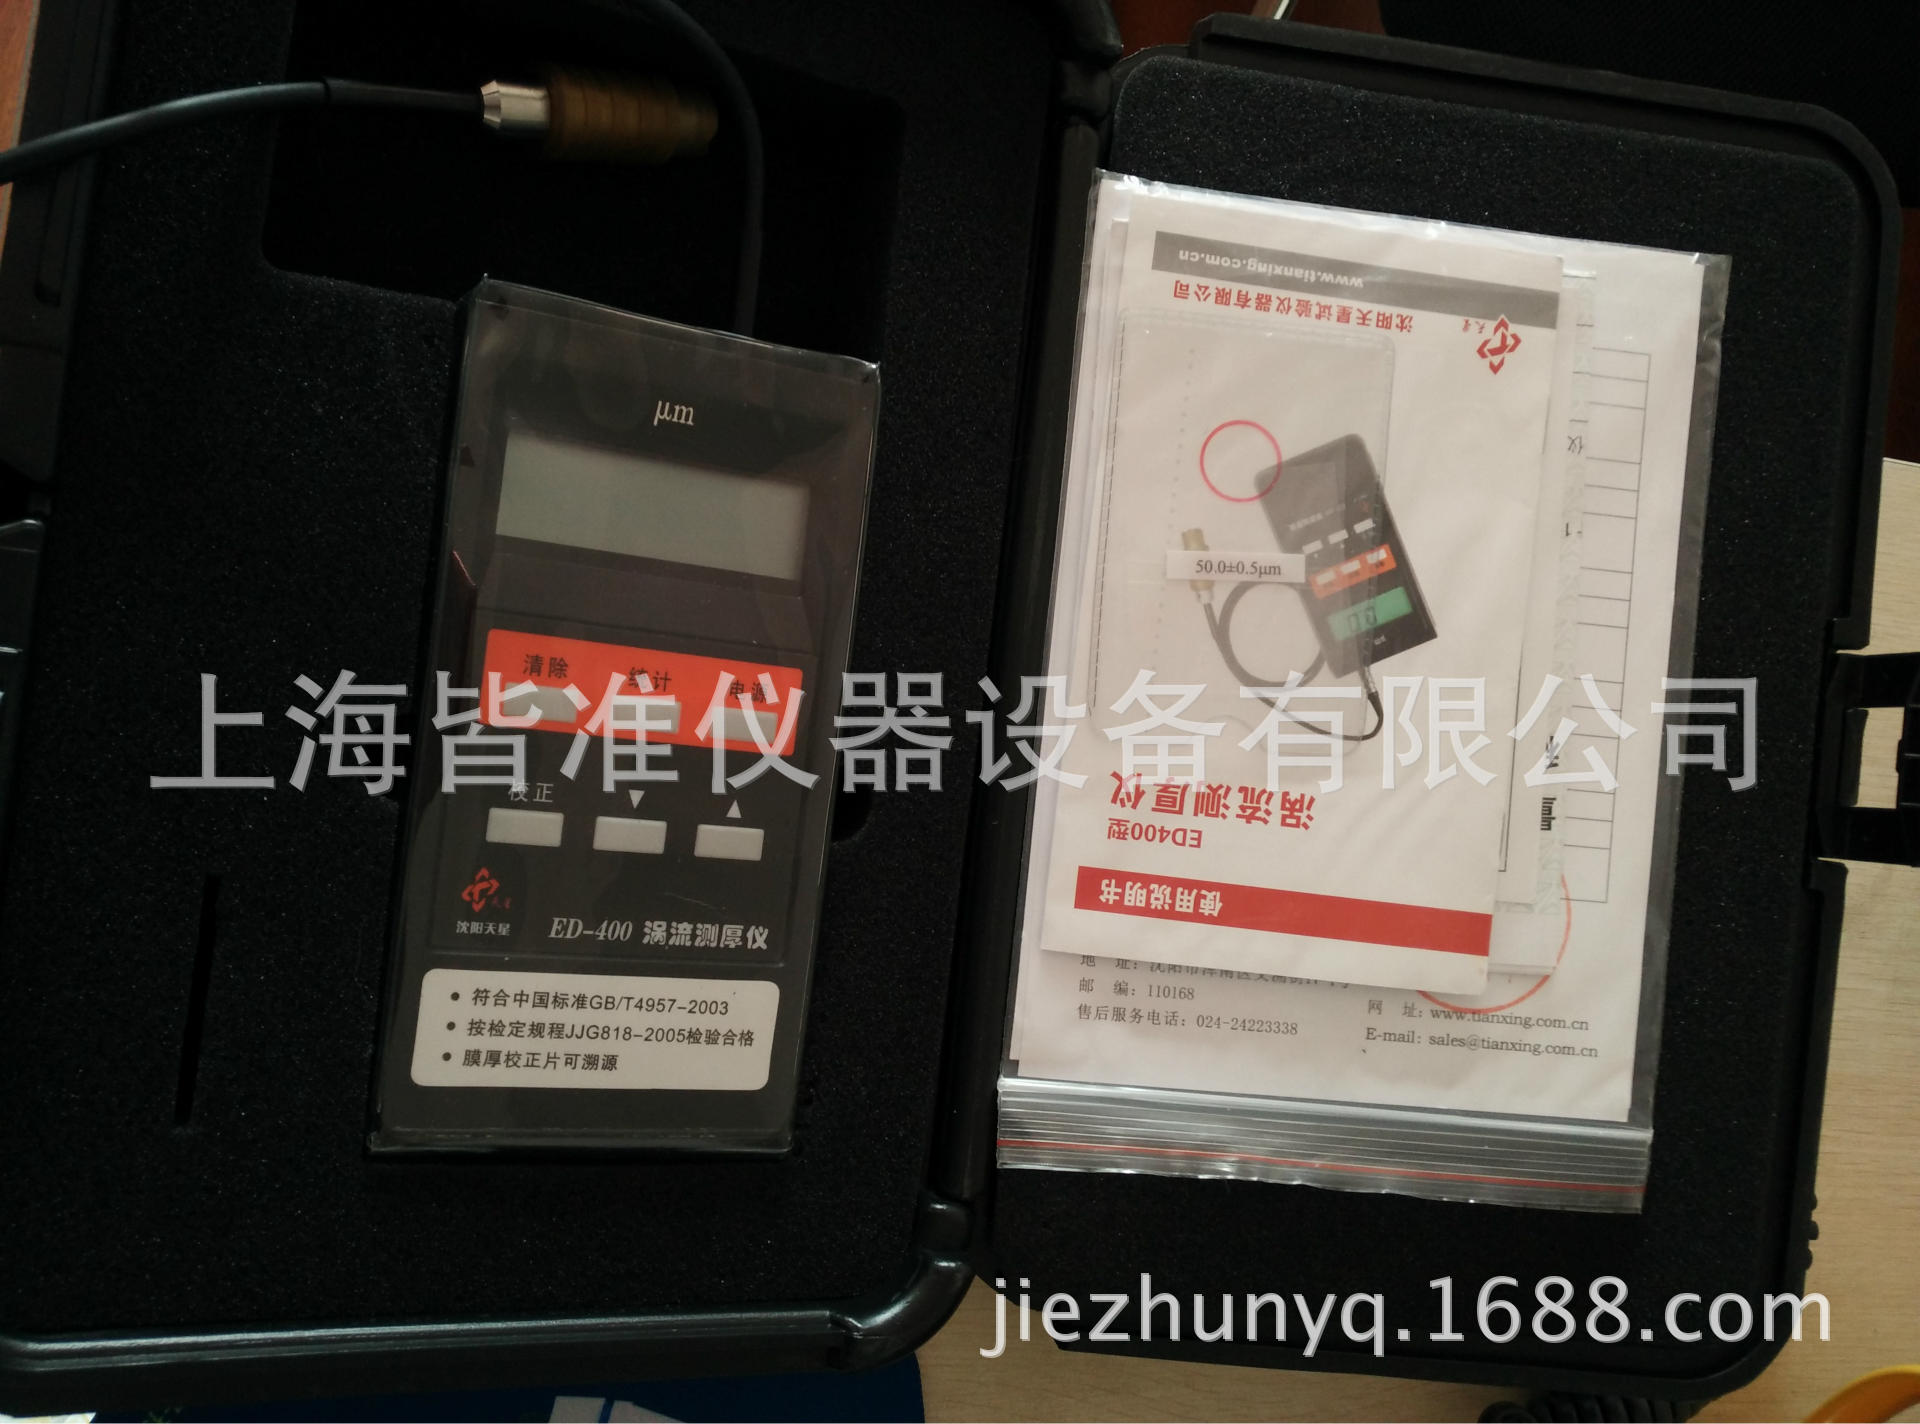 μm
清除
统计
电源
校正
天星
沈阳天星
ED-400 涡流测厚仪
• 符合中国标准GB/T4957-2003
• 按检定规程JJG818-2005检验合格
• 膜厚校正片可溯源
www.tianxing.com.cn
沈阳天星试验仪器有限公司
天星
50.0±0.5μm
涡流测厚仪
ED400型
使用说明书
仪
邮 编：110168
售后服务电话：024-24223338
网 址：www.tianxing.com.cn
E-mail：sales@tianxing.com.cn
上海皆准仪器设备有限公司
jiezhunyq.1688.com